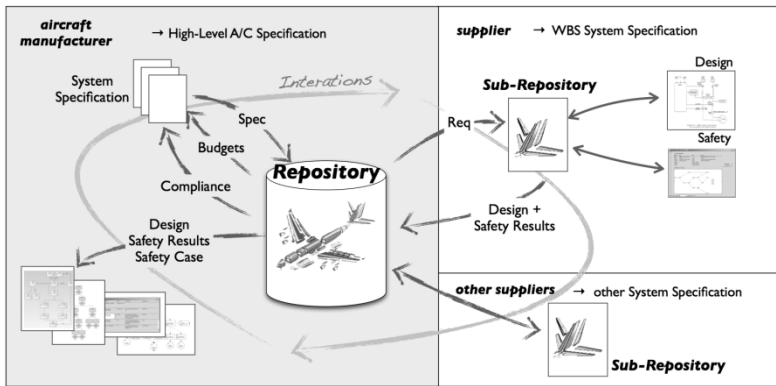 aircraft
manufacturer → High-Level A/C Specification
System
Specification
Interations
Spec
Budgets
Compliance
Repository
Design
Safety Results
Safety Case
supplier → WBS System Specification
Sub-Repository
Design
Safety
Req
Design +
Safety Results
other suppliers → other System Specification
Sub-Repository